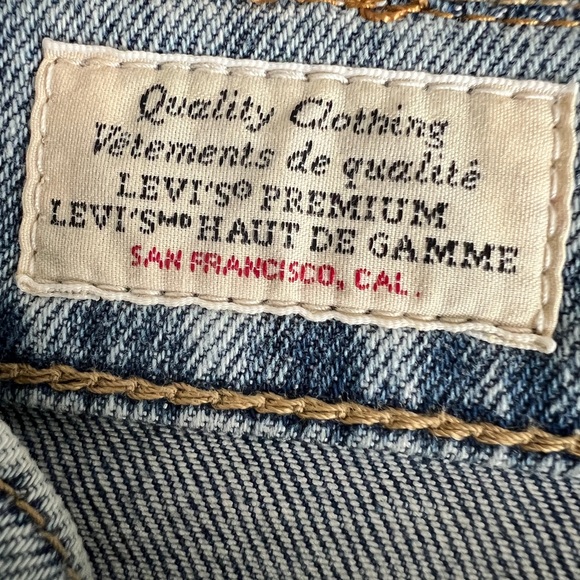 Quality Clothing
Vêtements de qualité
LEVI'S® PREMIUM
LEVI'S MD HAUT DE GAMME
SAN FRANCISCO, CAL.